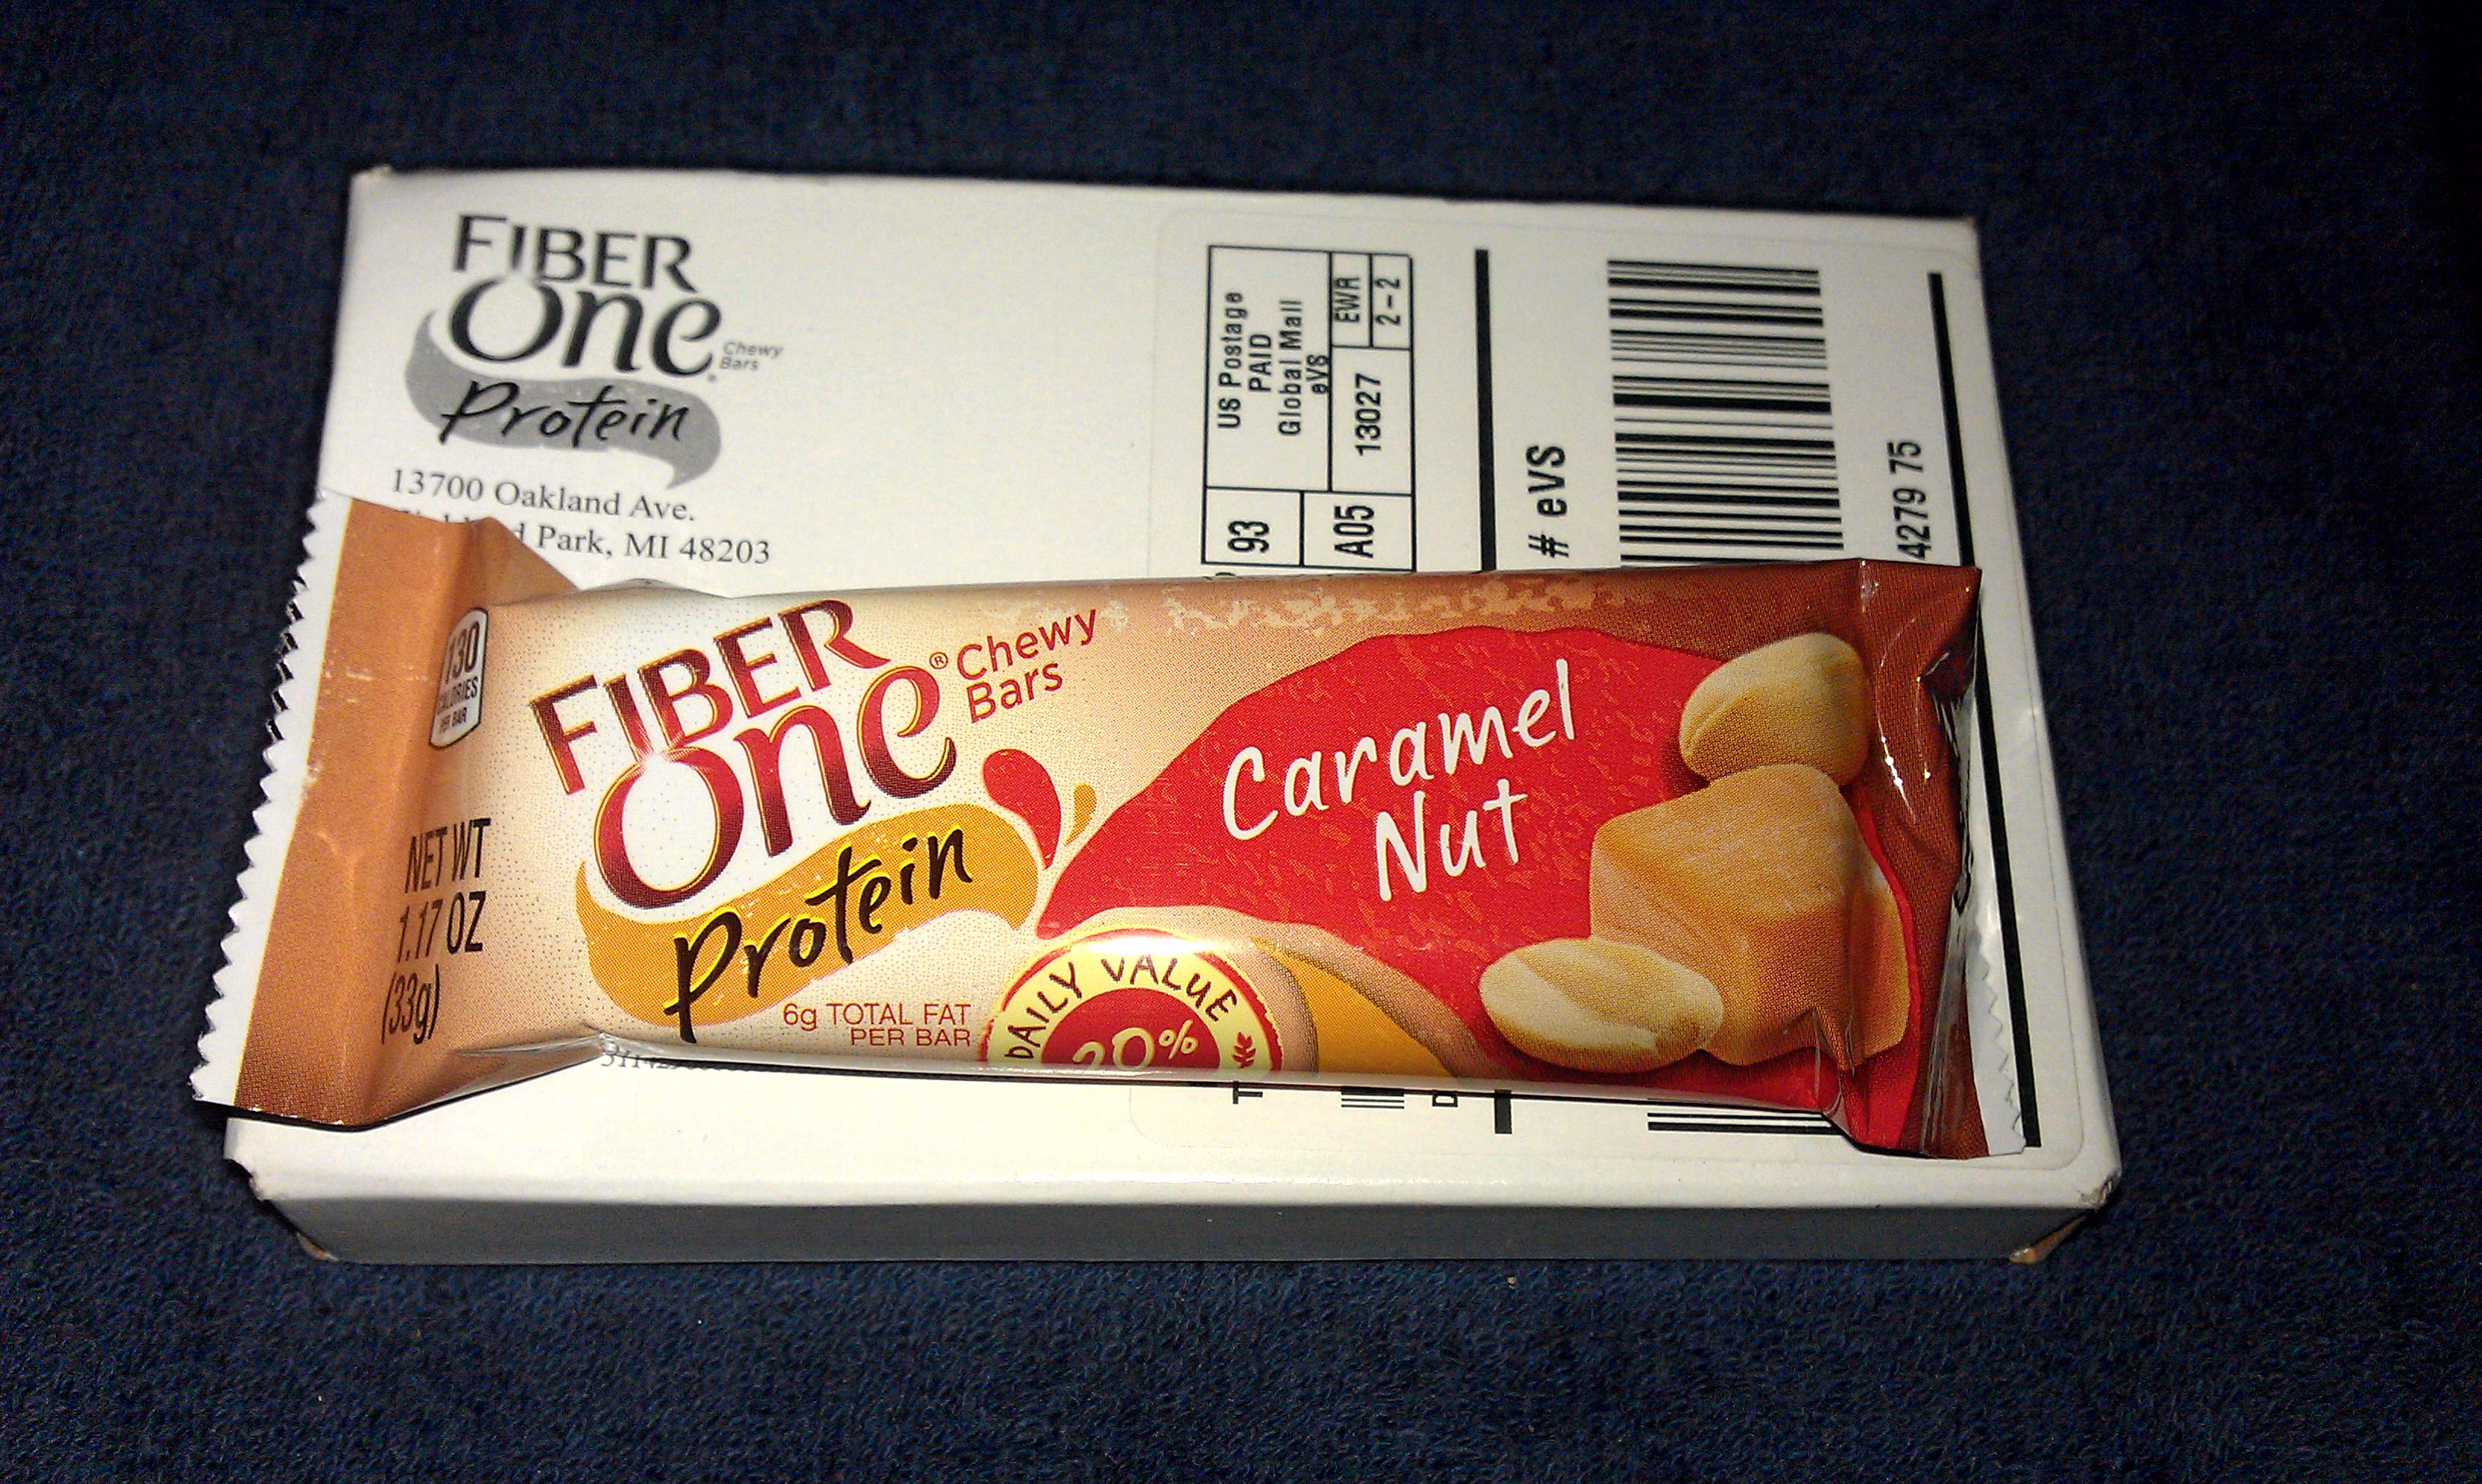 FIBER
One
Chewy
Bars
Protein
13700 Oakland Ave.
Park, MI 48203
US Postage
PAID
Global Mail
eVS
EWR
2-2
13027
93
A05
# eVS
4279 75
130
CALORIES
PER BAR
NET WT
1.17 OZ
(33g)
FIBER
One®
Chewy
Bars
Protein
6g TOTAL FAT
PER BAR
Caramel
Nut
DAILY VALUE
20%